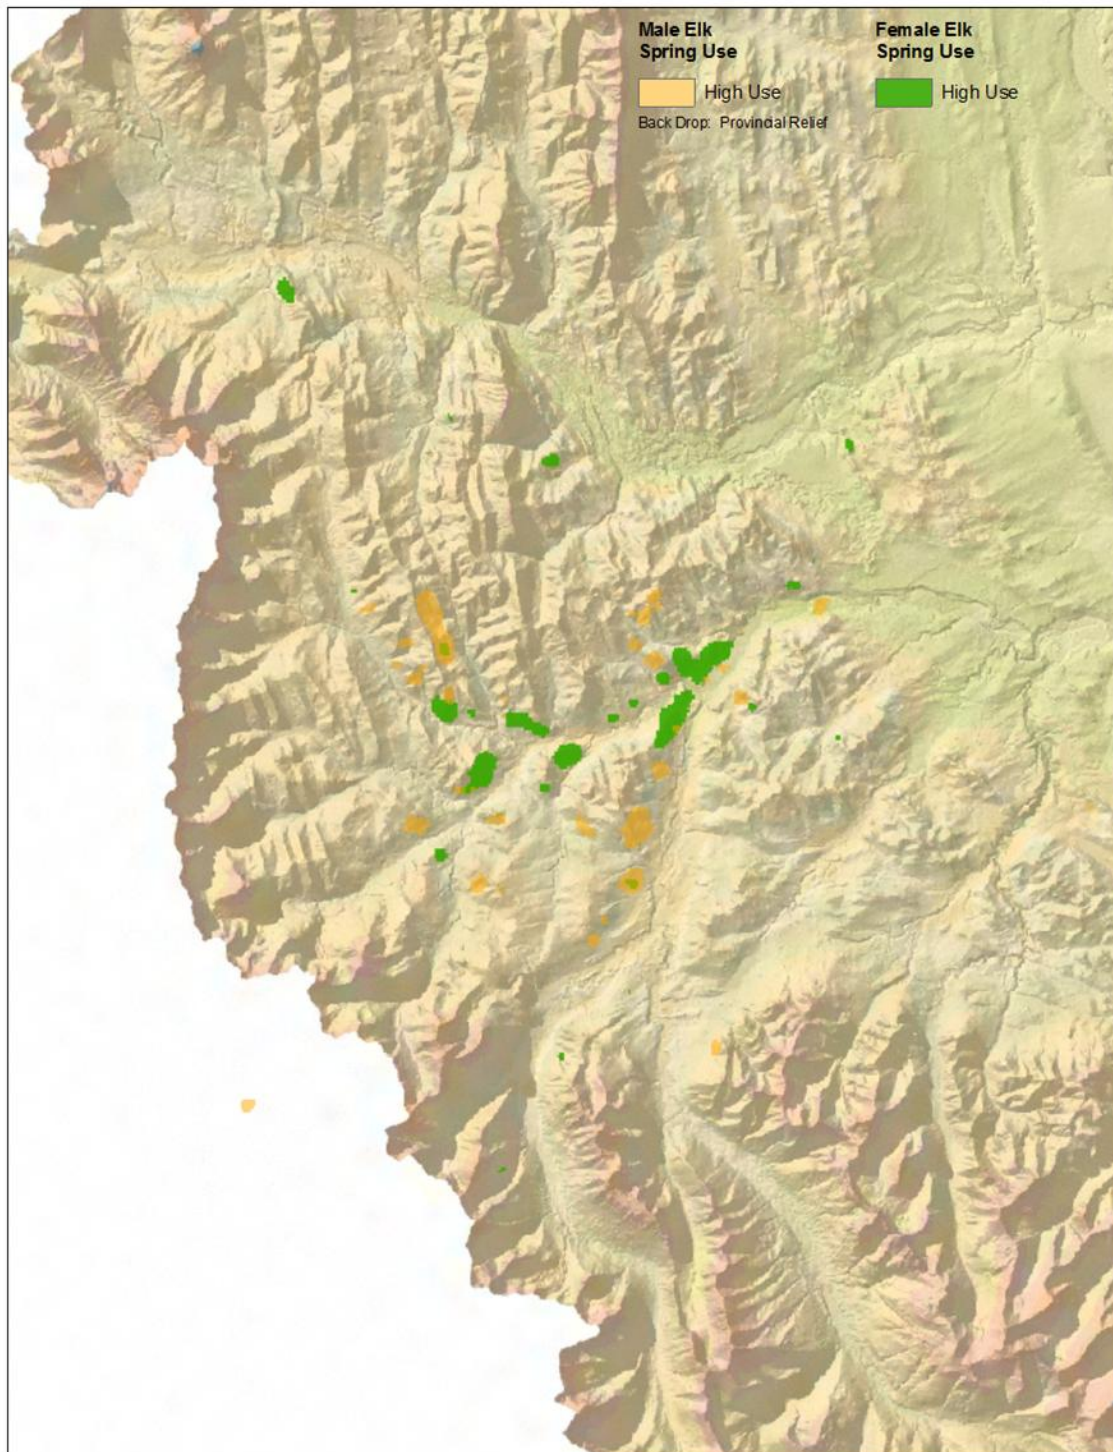 Male Elk
Spring Use
High Use
Back Drop: Provincial Relief
Female Elk
Spring Use
High Use